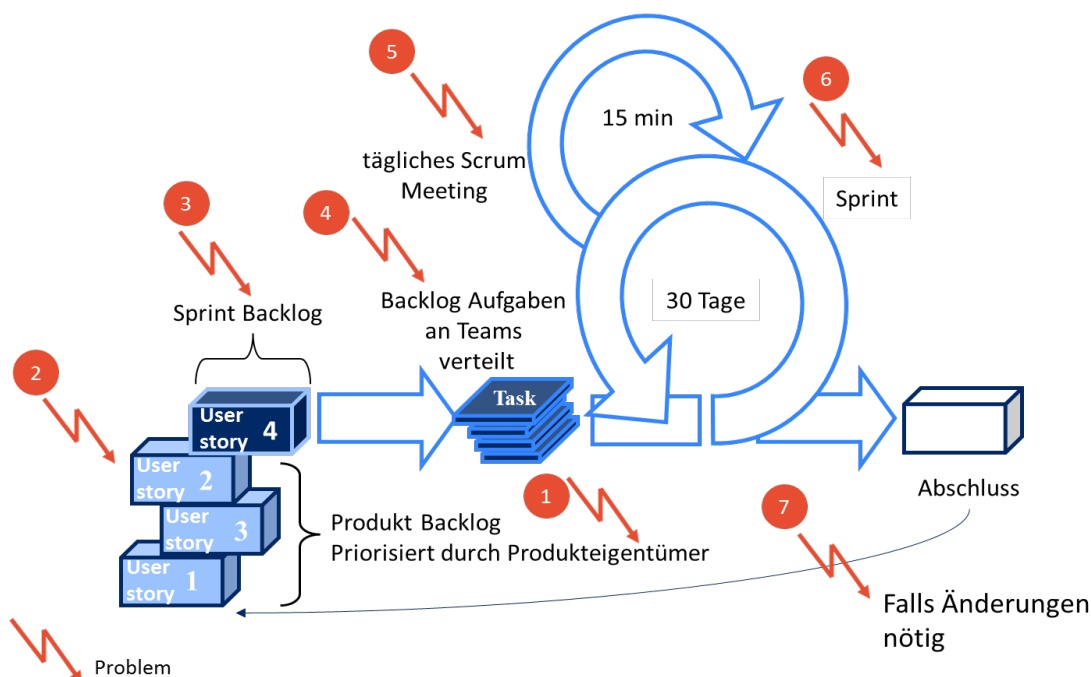 5
6
15 min
tägliches Scrum
Meeting
Sprint
3
4
Sprint Backlog
Backlog Aufgaben
an Teams
verteilt
30 Tage
2
Task
User
story 4
User
story 2
User
story 3
User
story 1
1
Produkt Backlog
Priorisiert durch Produkteigentümer
Abschluss
7
Falls Änderungen
nötig
Problem